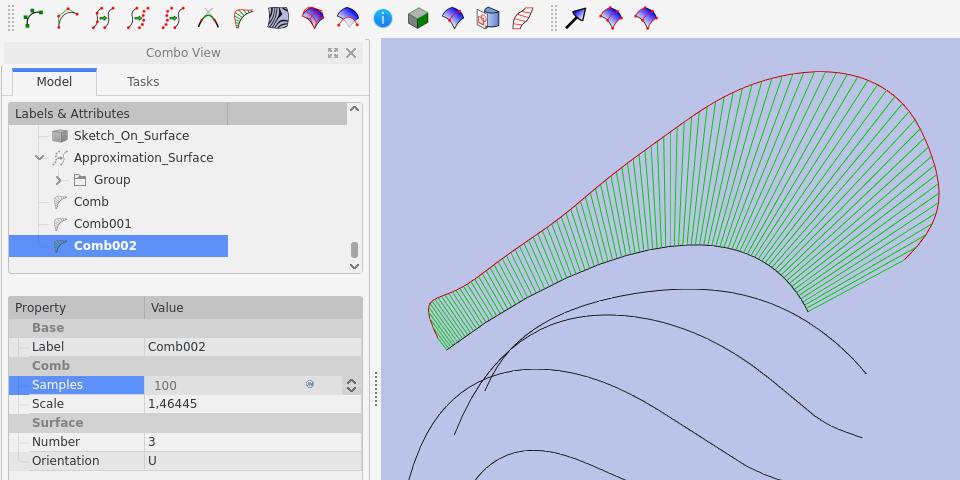 Combo View
Model Tasks
Labels & Attributes
Sketch_On_Surface
Approximation_Surface
Group
Comb
Comb001
Comb002
Property Value
Base
Label Comb002
Comb
Samples 100
Scale 1,46445
Surface
Number 3
Orientation U